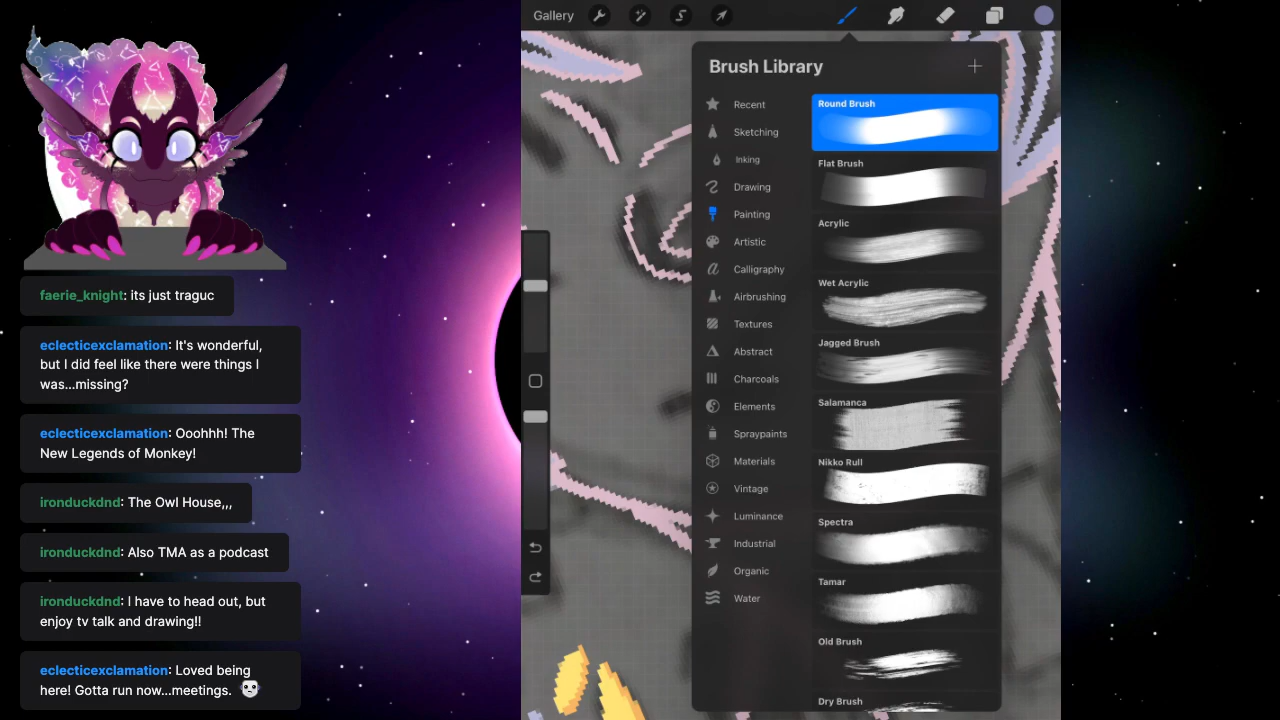 faerie_knight: its just traguc
eclecticexclamation: It's wonderful,
but I did feel like there were things I
was...missing?
eclecticexclamation: Ooohhh! The
New Legends of Monkey!
ironduckdnd: The Owl House,,,
ironduckdnd: Also TMA as a podcast
ironduckdnd: I have to head out, but
enjoy tv talk and drawing!!
eclecticexclamation: Loved being
here! Gotta run now...meetings.
Gallery
Brush Library
Recent
Sketching
Inking
Drawing
Painting
Artistic
Calligraphy
Airbrushing
Textures
Abstract
Charcoals
Elements
Spraypaints
Materials
Vintage
Luminance
Industrial
Organic
Water
Round Brush
Flat Brush
Acrylic
Wet Acrylic
Jagged Brush
Salamanca
Nikko Rull
Spectra
Tamar
Old Brush
Dry Brush